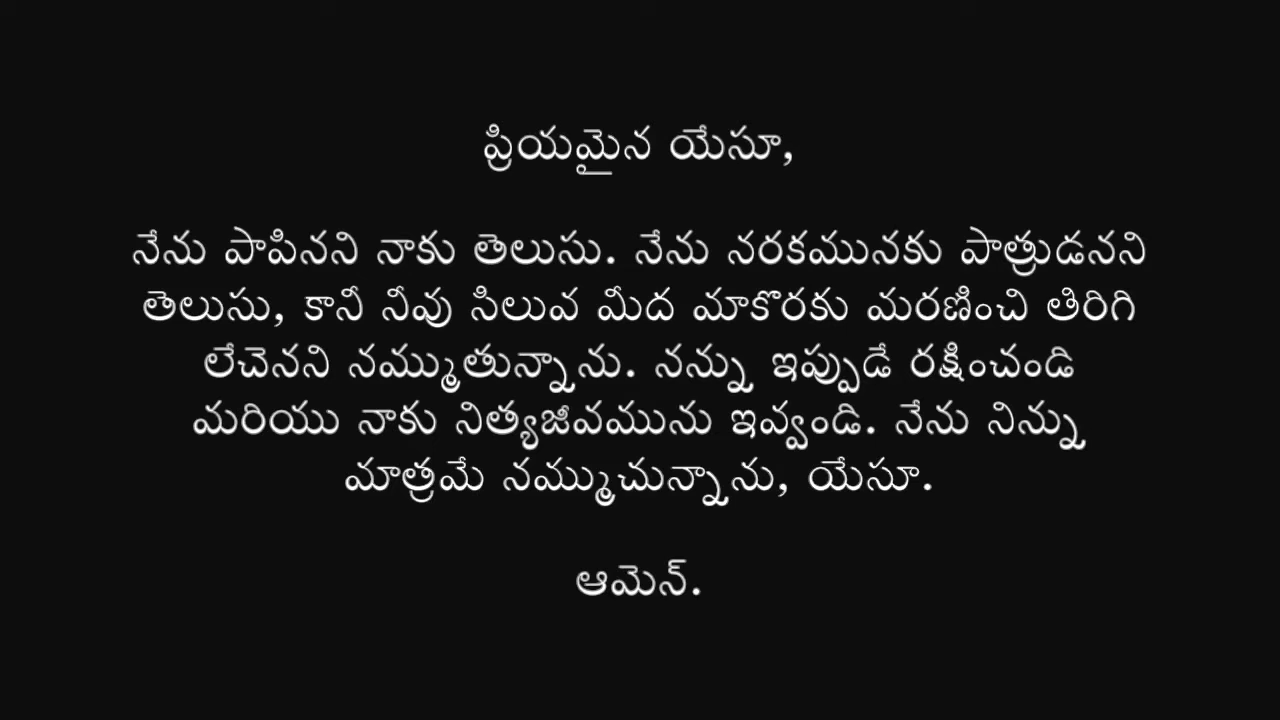 ప్రియమైన యేసూ,
నేను పాపినని నాకు తెలుసు. నేను నరకమునకు పాత్రుడనని
తెలుసు, కానీ నీవు సిలువ మీద మాకొరకు మరణించి తిరిగి
లేచెనని నమ్ముతున్నాను. నన్ను ఇప్పుడే రక్షించండి
మరియు నాకు నిత్యజీవమును ఇవ్వండి. నేను నిన్ను
మాత్రమే నమ్ముచున్నాను, యేసూ.
ఆమెన్.